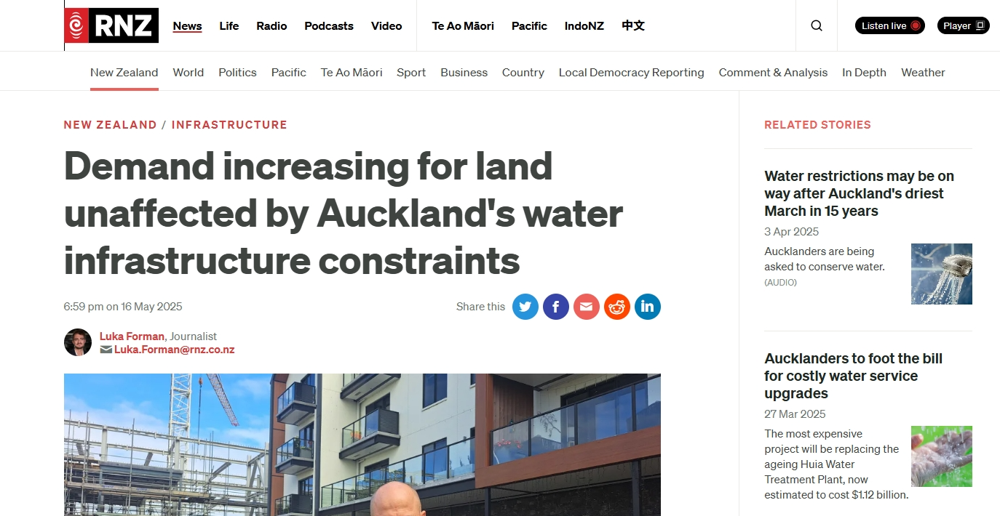 RNZ
News Life Radio Podcasts Video Te Ao Māori Pacific IndoNZ 中文 Listen live Player
New Zealand World Politics Pacific Te Ao Māori Sport Business Country Local Democracy Reporting Comment & Analysis In Depth Weather
NEW ZEALAND / INFRASTRUCTURE
Demand increasing for land
unaffected by Auckland's water
infrastructure constraints
6:59 pm on 16 May 2025
Share this
Luka Forman, Journalist
Luka.Forman@rnz.co.nz
RELATED STORIES
Water restrictions may be on
way after Auckland's driest
March in 15 years
3 Apr 2025
Aucklanders are being
asked to conserve water.
(AUDIO)
Aucklanders to foot the bill
for costly water service
upgrades
27 Mar 2025
The most expensive
project will be replacing the
ageing Huia Water
Treatment Plant, now
estimated to cost $1.12 billion.